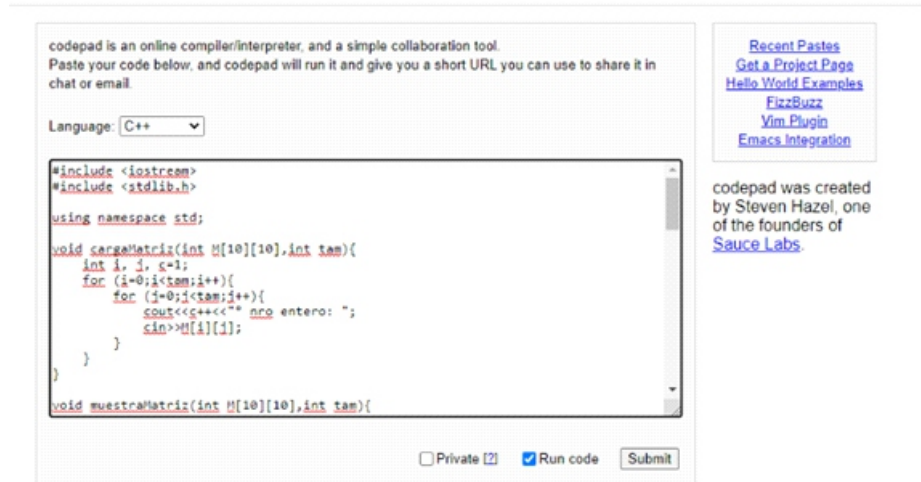 codepad is an online compiler/interpreter, and a simple collaboration tool.
Paste your code below, and codepad will run it and give you a short URL you can use to share it in
chat or email.
Language: C++
#include <iostream>
#include <stdlib.h>
using namespace std;
void cargaMatriz(int M[10][10],int tam){
int i, j, c=1;
for (i=0;i<tam;i++){
for (j=0;j<tam;j++){
cout<<c++<<"° nro entero: ";
cin>>M[i][j];
}
}
}
void muestraMatriz(int M[10][10],int tam){
Private [?] Run code Submit
Recent Pastes
Get a Project Page
Hello World Examples
FizzBuzz
Vim Plugin
Emacs Integration
codepad was created
by Steven Hazel, one
of the founders of
Sauce Labs.